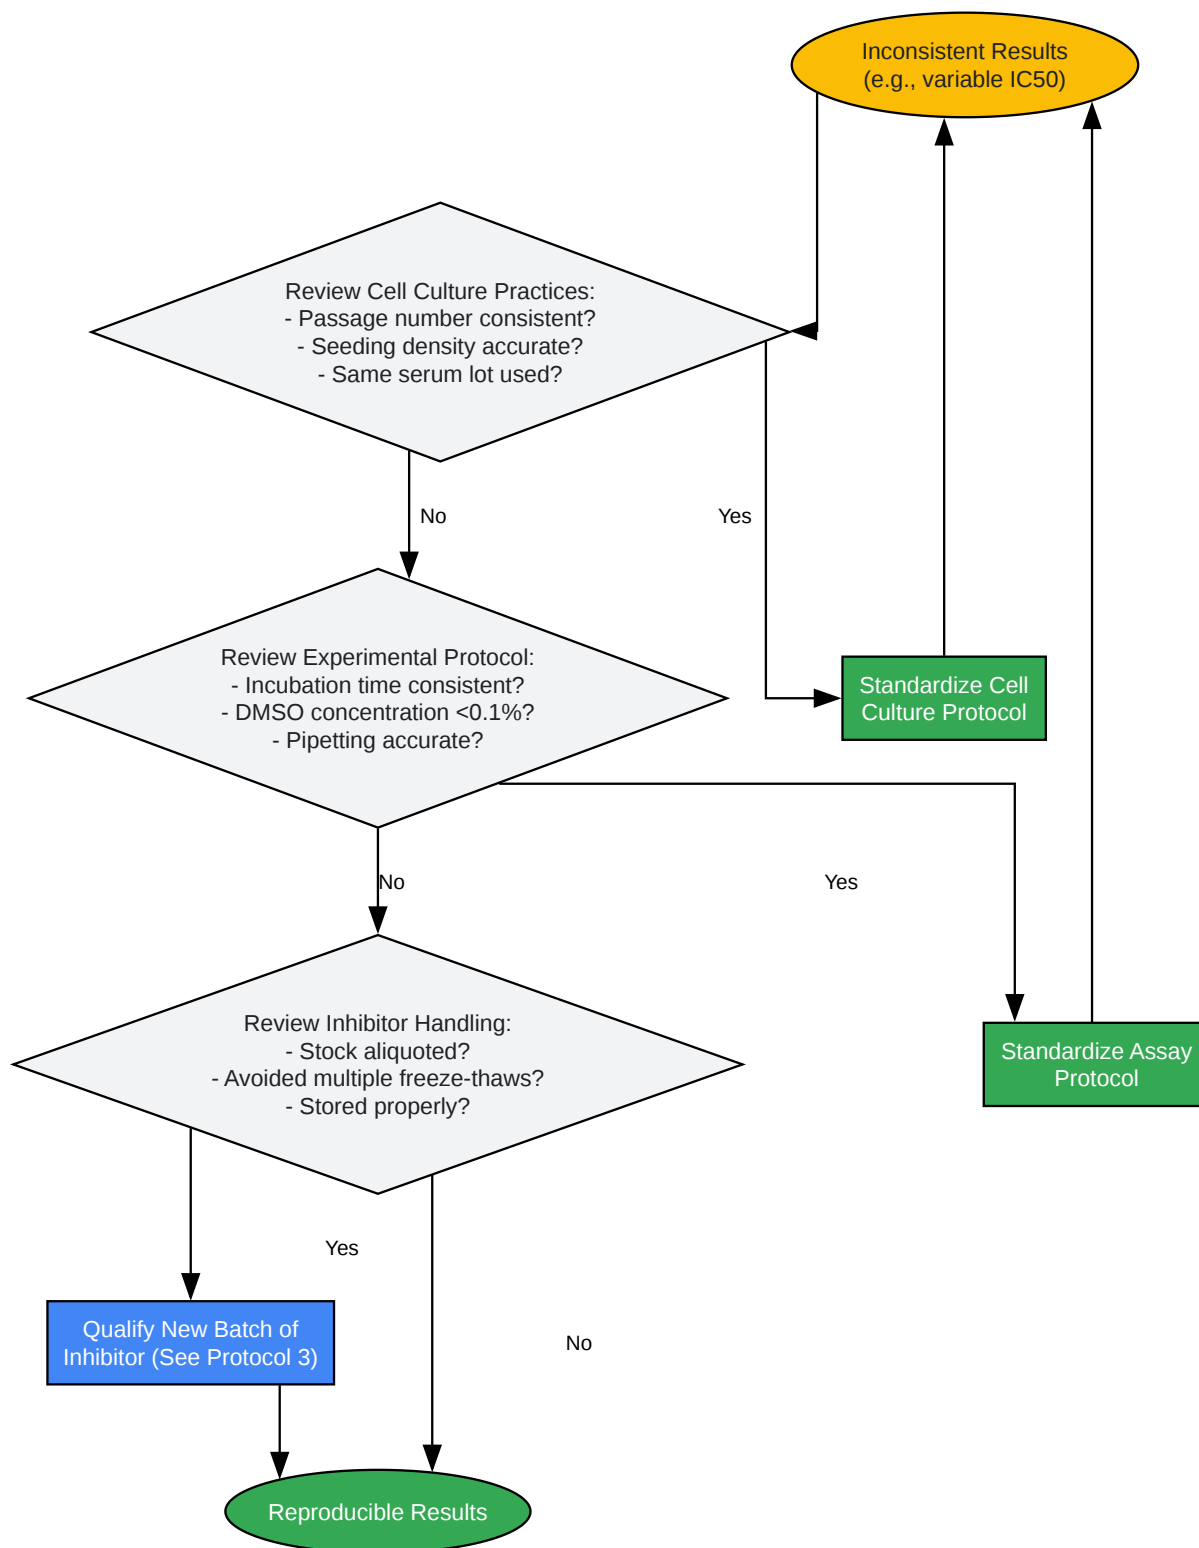 Inconsistent Results
(e.g., variable IC50)
Review Cell Culture Practices:
- Passage number consistent?
- Seeding density accurate?
- Same serum lot used?
No
Yes
Review Experimental Protocol:
- Incubation time consistent?
- DMSO concentration <0.1%?
- Pipetting accurate?
Standardize Cell
Culture Protocol
No
Yes
Review Inhibitor Handling:
- Stock aliquoted?
- Avoided multiple freeze-thaws?
- Stored properly?
Standardize Assay
Protocol
Yes
No
Qualify New Batch of
Inhibitor (See Protocol 3)
Reproducible Results